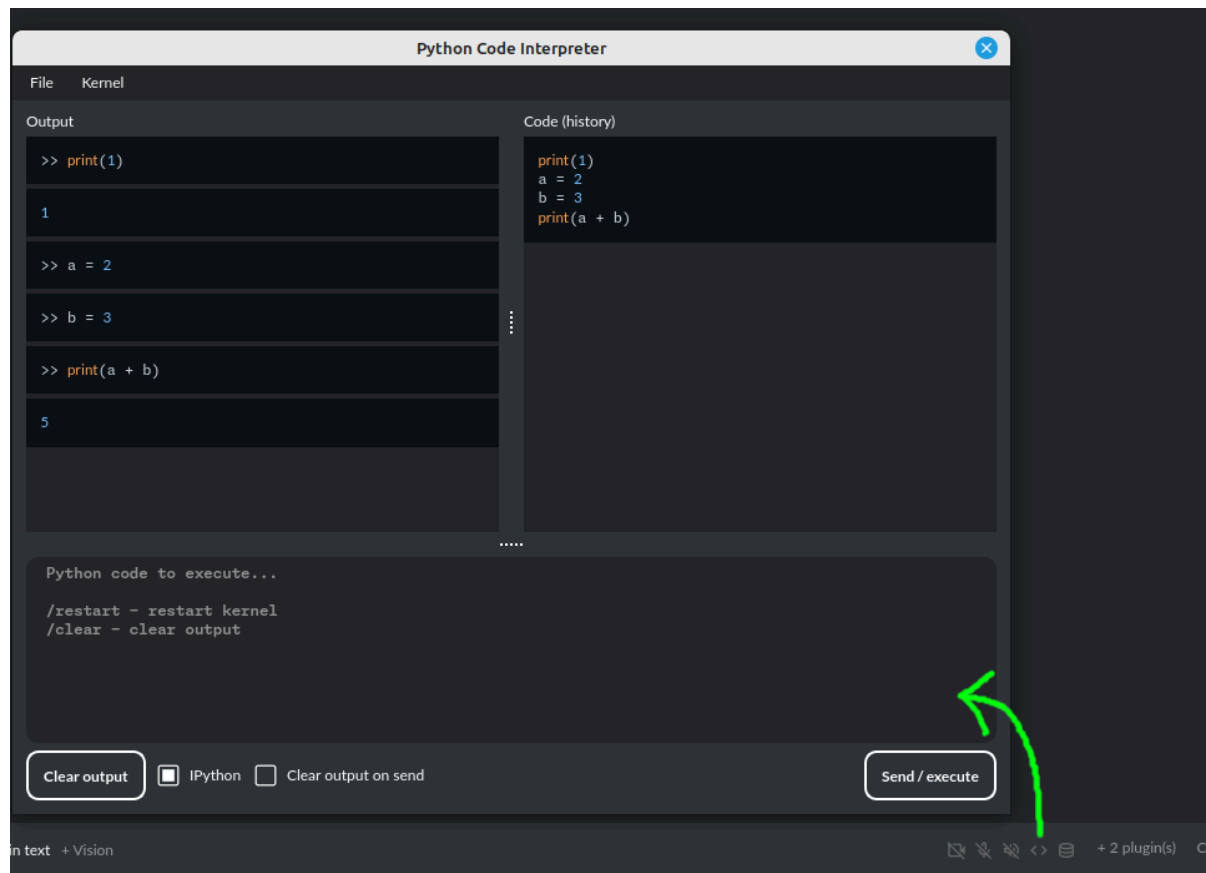 Python Code Interpreter
File Kernel
Output
>> print(1)
1
>> a = 2
>> b = 3
>> print(a + b)
5
Code (history)
print(1)
a = 2
b = 3
print(a + b)
Python code to execute...
/restart - restart kernel
/clear - clear output
Clear output IPython Clear output on send Send / execute
in text + Vision + 2 plugin(s) C